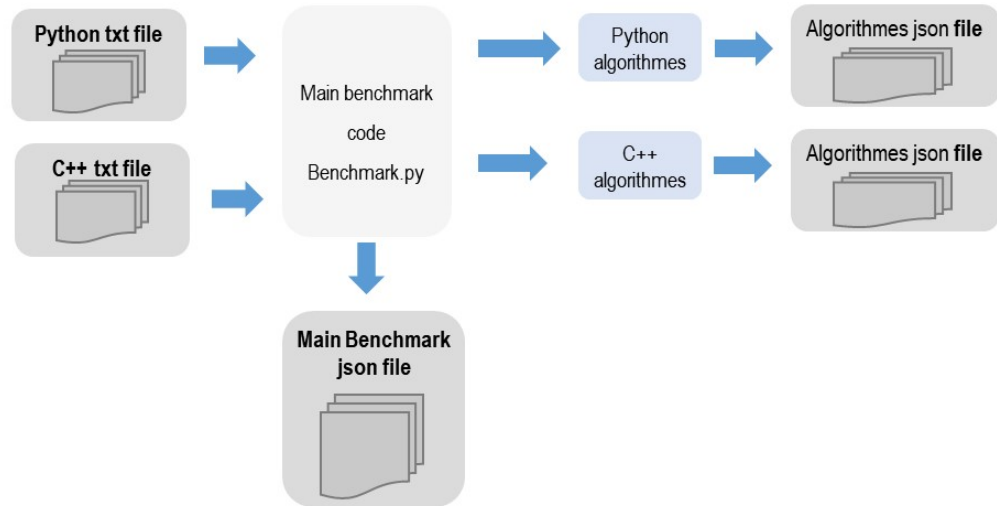 Python txt file
C++ txt file
Main benchmark
code
Benchmark.py
Python
algorithmes
C++
algorithmes
Algorithmes json file
Algorithmes json file
Main Benchmark
json file